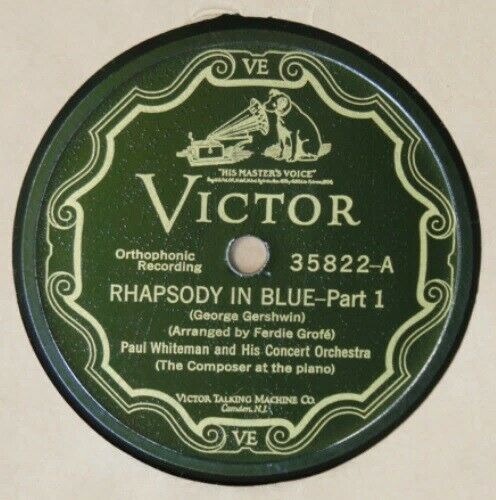 VE
"HIS MASTER'S VOICE"
VICTOR
Orthophonic
Recording
35822-A
RHAPSODY IN BLUE-Part 1
(George Gershwin)
(Arranged by Ferdie Grofé)
Paul Whiteman and His Concert Orchestra
(The Composer at the piano)
VICTOR TALKING MACHINE CO.
Camden, N.J.
VE